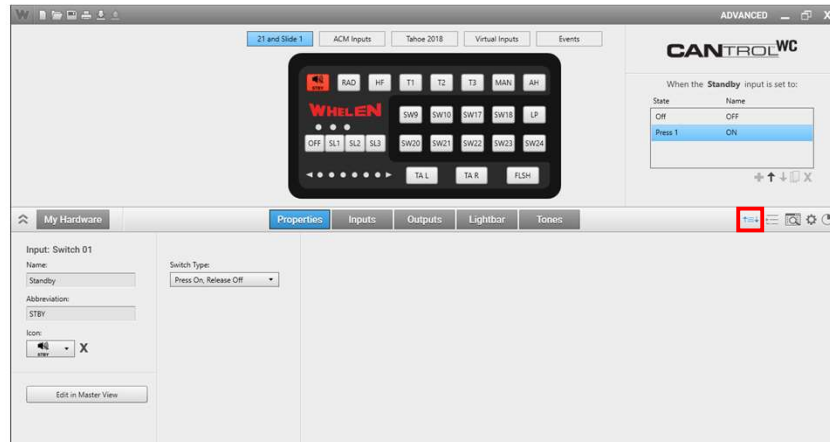 W ADVANCED
21 and Slide 1 ACM Inputs Tahoe 2018 Virtual Inputs Events
CANTROLWC
When the Standby input is set to:
State Name
Off OFF
Press 1 ON
STBY RAD HF T1 T2 T3 MAN AH
WHELEN SW9 SW10 SW17 SW18 LP
OFF SL1 SL2 SL3 SW20 SW21 SW22 SW23 SW24
TA L TA R FLSH
My Hardware Properties Inputs Outputs Lightbar Tones
Input: Switch 01
Name: Switch Type:
Standby Press On, Release Off
Abbreviation:
STBY
Icon:
STBY X
Edit in Master View